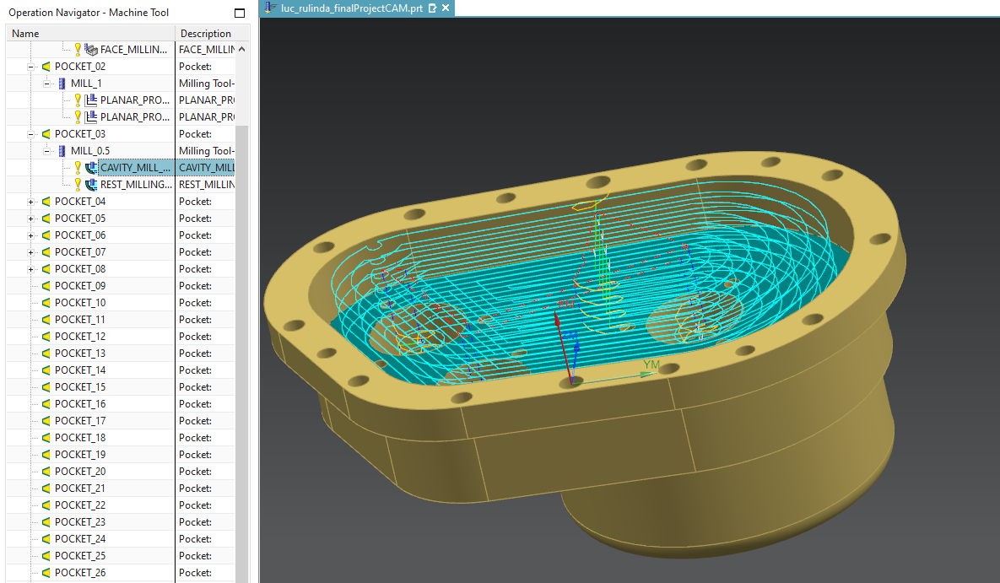 Operation Navigator - Machine Tool
luc_rulinda_finalProjectCAM.prt
Name Description
FACE_MILLIN... FACE_MILLIN
POCKET_02 Pocket:
MILL_1 Milling Tool-
PLANAR_PRO... PLANAR_PR
PLANAR_PRO... PLANAR_PR
POCKET_03 Pocket:
MILL_0.5 Milling Tool-
CAVITY_MILL_... CAVITY_MILL
REST_MILLING... REST_MILLIN
POCKET_04 Pocket:
POCKET_05 Pocket:
POCKET_06 Pocket:
POCKET_07 Pocket:
POCKET_08 Pocket:
POCKET_09 Pocket:
POCKET_10 Pocket:
POCKET_11 Pocket:
POCKET_12 Pocket:
POCKET_13 Pocket:
POCKET_14 Pocket:
POCKET_15 Pocket:
POCKET_16 Pocket:
POCKET_17 Pocket:
POCKET_18 Pocket:
POCKET_19 Pocket:
POCKET_20 Pocket:
POCKET_21 Pocket:
POCKET_22 Pocket:
POCKET_23 Pocket:
POCKET_24 Pocket:
POCKET_25 Pocket:
POCKET_26 Pocket:
YM